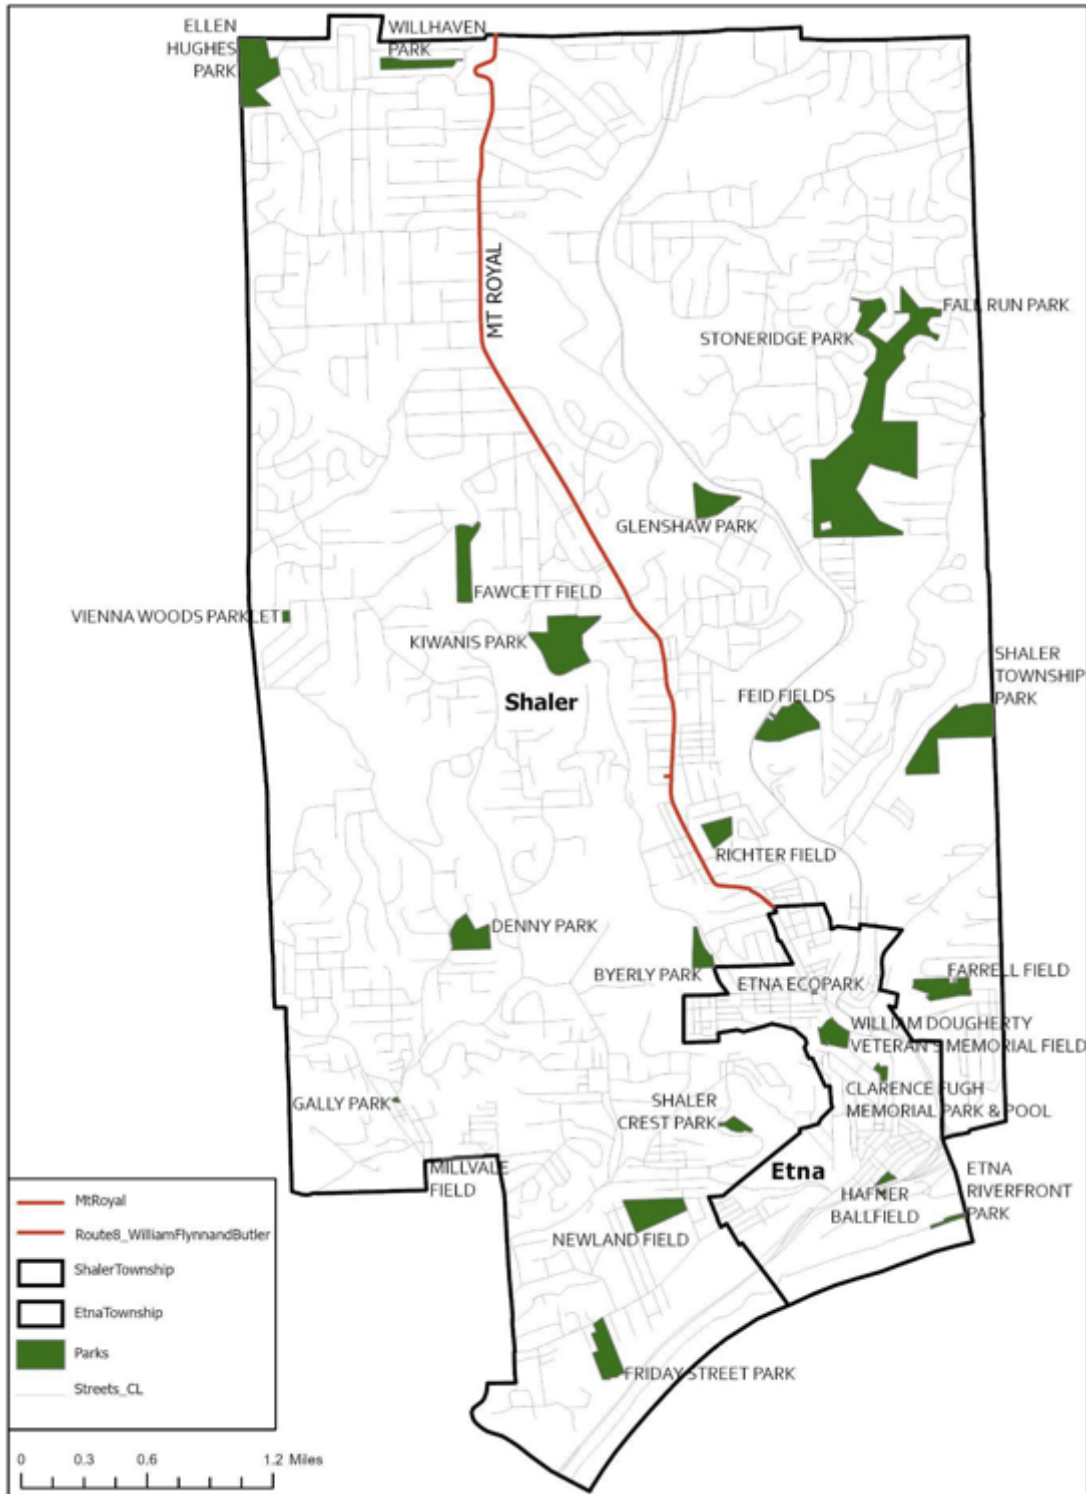 ELLEN
HUGHES
PARK
WILLHAVEN
PARK
MT ROYAL
FALL RUN PARK
STONERIDGE PARK
GLENSHAW PARK
FAWCETT FIELD
VIENNA WOODS PARKLET
KIWANIS PARK
SHALER
TOWNSHIP
PARK
Shaler
FEID FIELDS
RICHTER FIELD
DENNY PARK
BYERLY PARK
ETNA ECOPARK
FARRELL FIELD
WILLIAM DOUGHERTY
VETERAN'S MEMORIAL FIELD
CLARENCE FUGH
MEMORIAL PARK & POOL
GALLY PARK
SHALER
CREST PARK
MILLVALE
FIELD
Etna
ETNA
RIVERFRONT
PARK
HAFNER
BALLFIELD
NEWLAND FIELD
FRIDAY STREET PARK
MtRoyal
Route8_WilliamFlynnandButler
ShalerTownship
EtnaTownship
Parks
Streets_CL
0 0.3 0.6 1.2 Miles